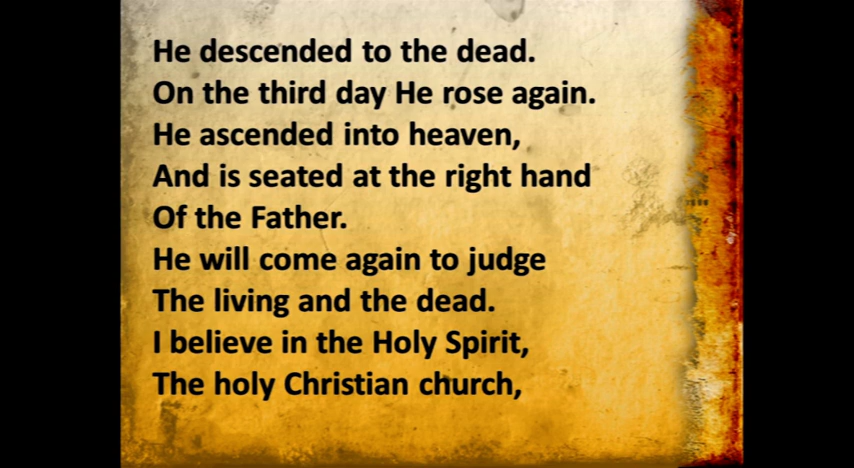 He descended to the dead.
On the third day He rose again.
He ascended into heaven,
And is seated at the right hand
Of the Father.
He will come again to judge
The living and the dead.
I believe in the Holy Spirit,
The holy Christian church,